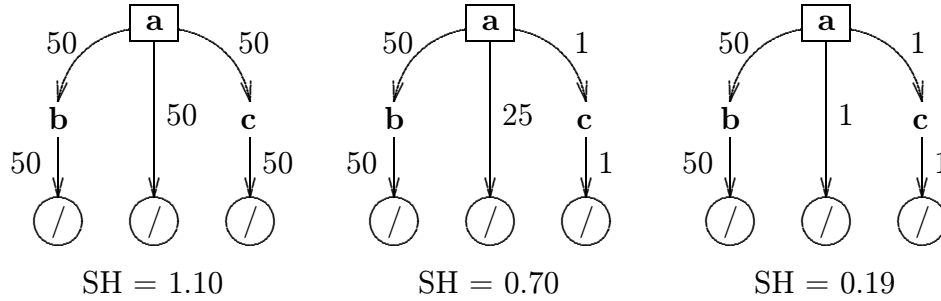 a a a
50 50 50 1 50 1
b 50 c b 25 c b 1 c
50 50 50 1 50 1
/ / / / / / / / /
SH = 1.10 SH = 0.70 SH = 0.19